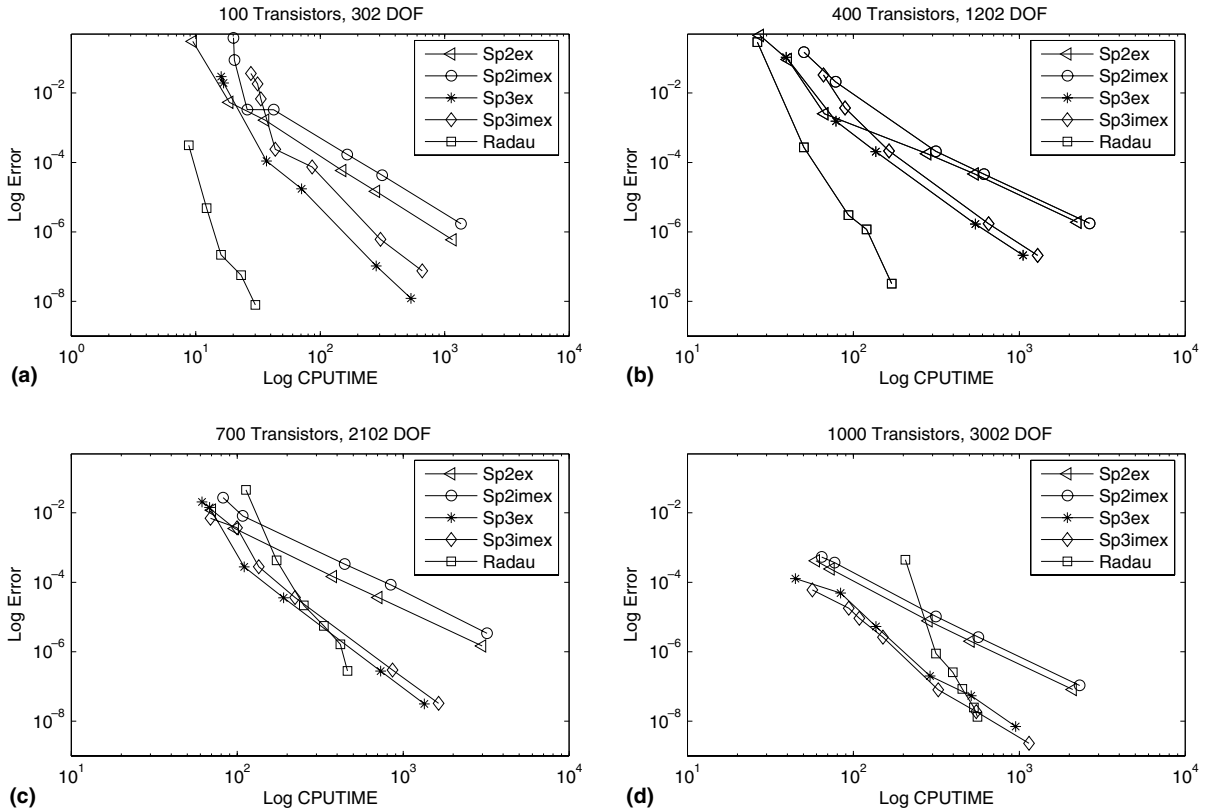 100 Transistors, 302 DOF
Log Error
10^-2
10^-4
10^-6
10^-8
Sp2ex
Sp2imex
Sp3ex
Sp3imex
Radau
10^0 10^1 10^2 10^3 10^4
(a) Log CPUTIME
400 Transistors, 1202 DOF
Log Error
10^-2
10^-4
10^-6
10^-8
Sp2ex
Sp2imex
Sp3ex
Sp3imex
Radau
10^1 10^2 10^3 10^4
(b) Log CPUTIME
700 Transistors, 2102 DOF
Log Error
10^-2
10^-4
10^-6
10^-8
Sp2ex
Sp2imex
Sp3ex
Sp3imex
Radau
10^1 10^2 10^3 10^4
(c) Log CPUTIME
1000 Transistors, 3002 DOF
Log Error
10^-2
10^-4
10^-6
10^-8
Sp2ex
Sp2imex
Sp3ex
Sp3imex
Radau
10^1 10^2 10^3 10^4
(d) Log CPUTIME